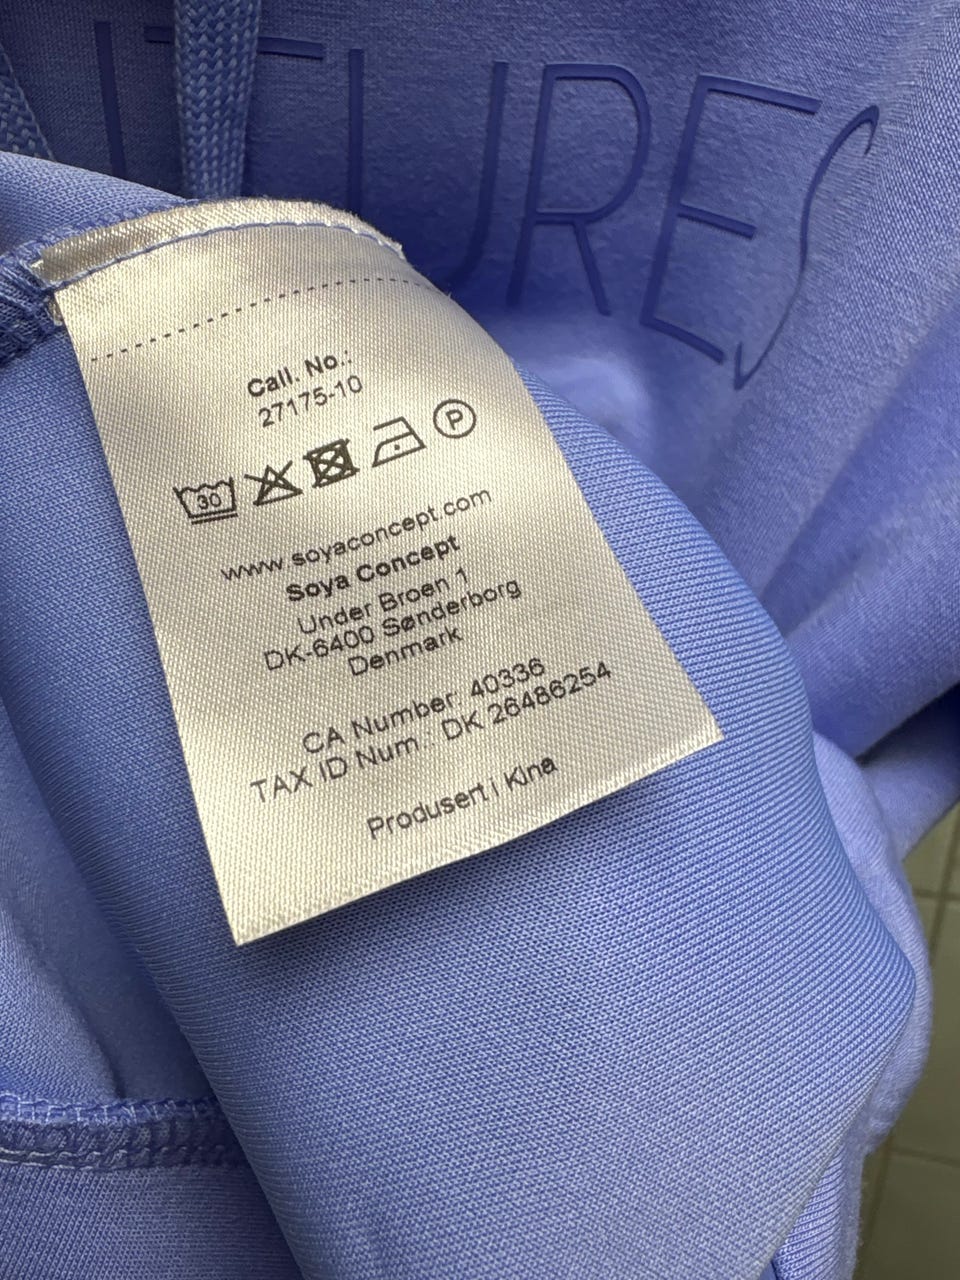 ITURES
Call. No.:
27175-10
30
P
www.soyaconcept.com
Soya Concept
Under Broen 1
DK-6400 Sønderborg
Denmark
CA Number 40336
TAX ID Num.: DK 26486254
Produsert i Kina